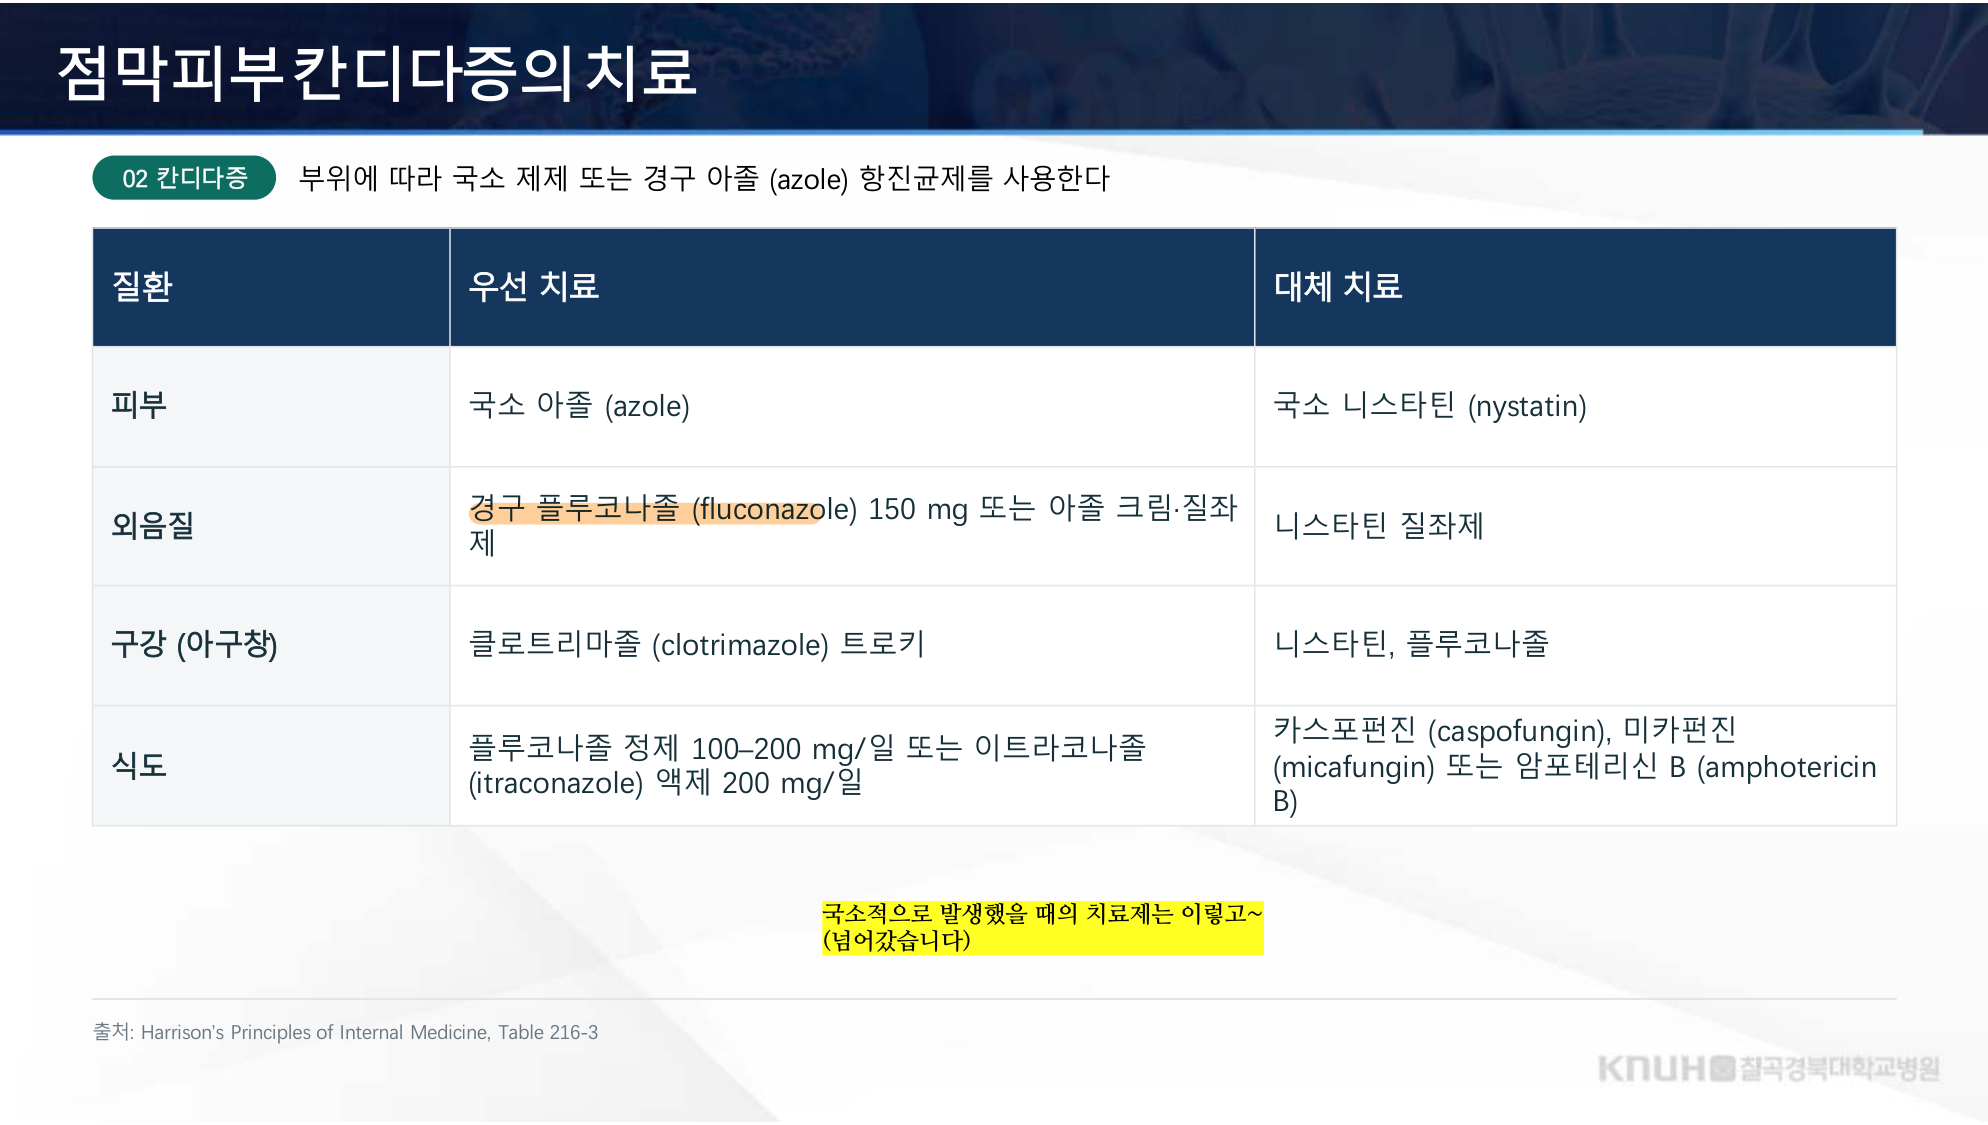 점막피부 칸디다증의 치료
02 칸디다증
부위에 따라 국소 제제 또는 경구 아졸 (azole) 항진균제를 사용한다
질환
우선 치료
대체 치료
피부
국소 아졸 (azole)
국소 니스타틴 (nystatin)
외음질
경구 플루코나졸 (fluconazole) 150 mg 또는 아졸 크림·질좌
제
니스타틴 질좌제
구강 (아구창)
클로트리마졸 (clotrimazole) 트로키
니스타틴, 플루코나졸
식도
플루코나졸 정제 100–200 mg/일 또는 이트라코나졸
(itraconazole) 액제 200 mg/일
카스포펀진 (caspofungin), 미카펀진
(micafungin) 또는 암포테리신 B (amphotericin
B)
국소적으로 발생했을 때의 치료제는 이렇고~
(넘어갔습니다)
출처: Harrison’s Principles of Internal Medicine, Table 216-3
KNUH 칠곡경북대학교병원